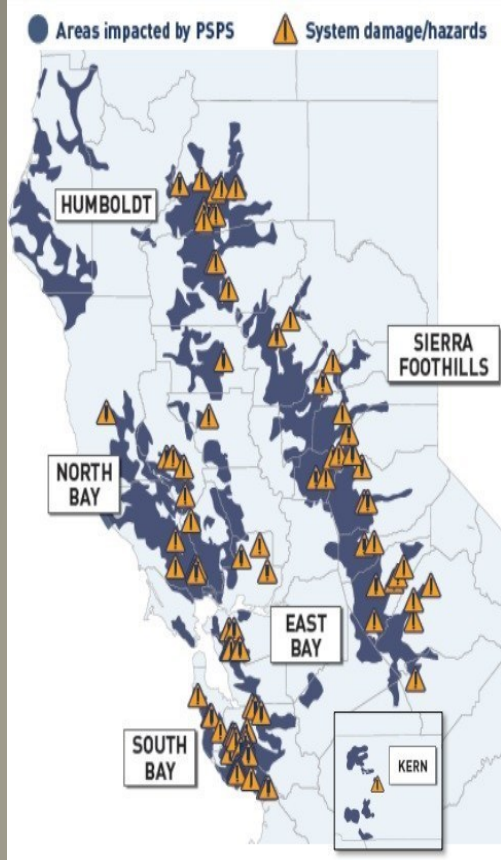 Areas impacted by PSPS
System damage/hazards
HUMBOLDT
SIERRA
FOOTHILLS
NORTH
BAY
EAST
BAY
SOUTH
BAY
KERN